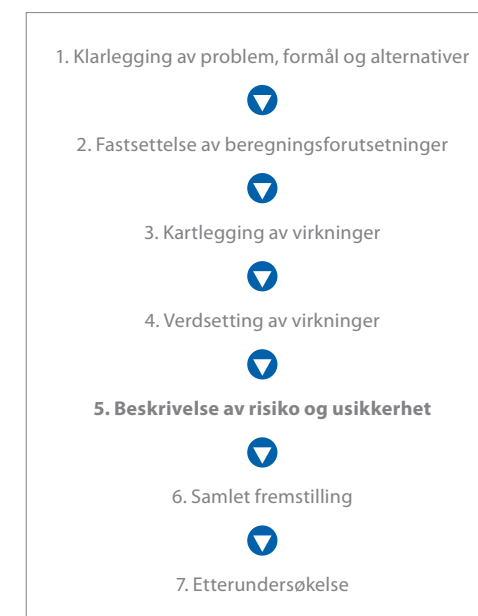 1. Klarlegging av problem, formål og alternativer
2. Fastsettelse av beregningsforutsetninger
3. Kartlegging av virkninger
4. Verdsetting av virkninger
5. Beskrivelse av risiko og usikkerhet
6. Samlet fremstilling
7. Etterundersøkelse